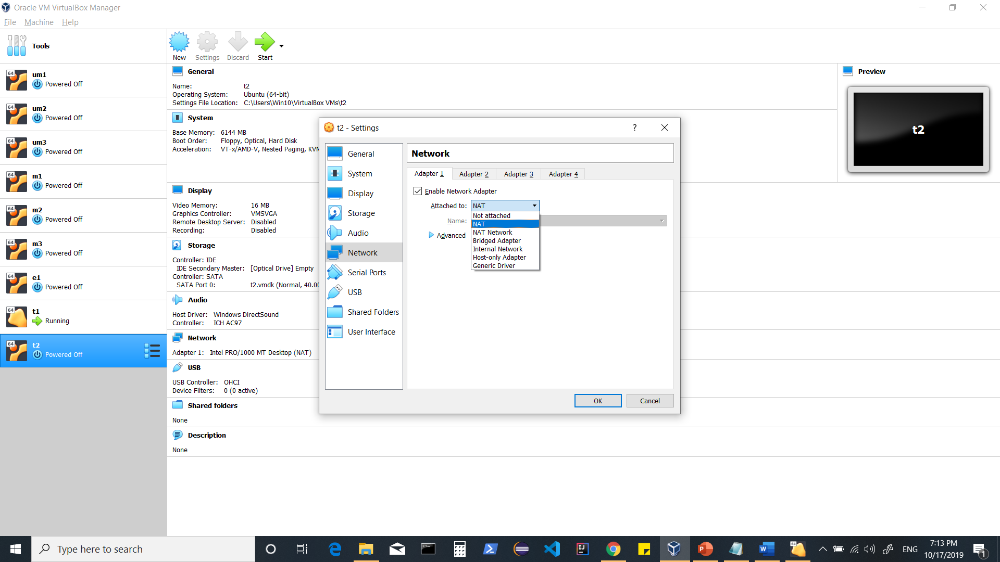 Oracle VM VirtualBox Manager
File Machine Help
Tools
New Settings Discard Start
64 um1
Powered Off
64 um2
Powered Off
64 um3
Powered Off
64 m1
Powered Off
64 m2
Powered Off
64 m3
Powered Off
64 e1
Powered Off
64 t1
Running
64 t2
Powered Off
General
Name: t2
Operating System: Ubuntu (64-bit)
Settings File Location: C:\Users\Win10\VirtualBox VMs\t2
System
Base Memory: 6144 MB
Boot Order: Floppy, Optical, Hard Disk
Acceleration: VT-x/AMD-V, Nested Paging, KVM
Display
Video Memory: 16 MB
Graphics Controller: VMSVGA
Remote Desktop Server: Disabled
Recording: Disabled
Storage
Controller: IDE
IDE Secondary Master: [Optical Drive] Empty
Controller: SATA
SATA Port 0: t2.vmdk (Normal, 40.00
Audio
Host Driver: Windows DirectSound
Controller: ICH AC97
Network
Adapter 1: Intel PRO/1000 MT Desktop (NAT)
USB
USB Controller: OHCI
Device Filters: 0 (0 active)
Shared folders
None
Description
None
Preview
t2
t2 - Settings ?
General
System
Display
Storage
Audio
Network
Serial Ports
USB
Shared Folders
User Interface
Network
Adapter 1 Adapter 2 Adapter 3 Adapter 4
Enable Network Adapter
Attached to: NAT
Name:
Advanced
Not attached
NAT
NAT Network
Bridged Adapter
Internal Network
Host-only Adapter
Generic Driver
OK Cancel
Type here to search
ENG
7:13 PM
10/17/2019
1